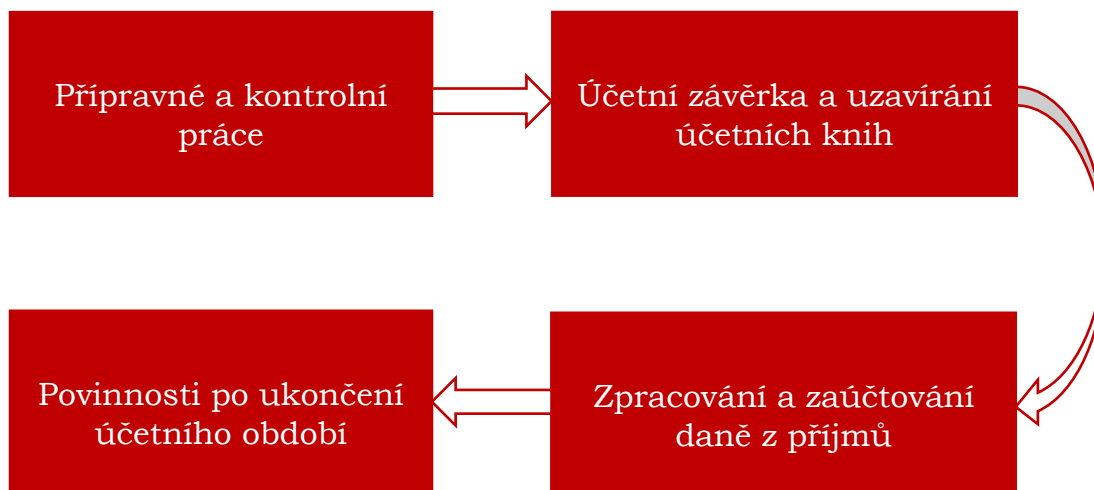 Přípravné a kontrolní
práce
Účetní závěrka a uzavírání
účetních knih
Zpracování a zaúčtování
daně z příjmů
Povinnosti po ukončení
účetního období